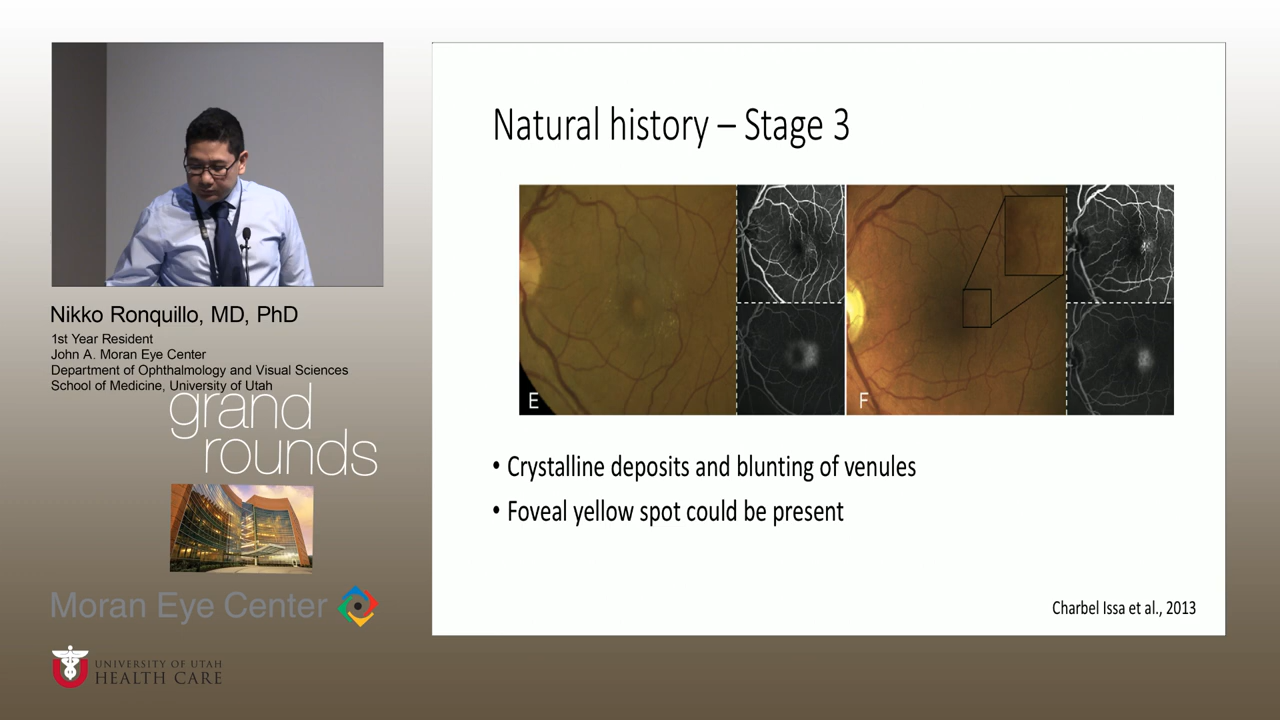 Natural history – Stage 3
E
F
• Crystalline deposits and blunting of venules
• Foveal yellow spot could be present
Charbel Issa et al., 2013
Nikko Ronquillo, MD, PhD
1st Year Resident
John A. Moran Eye Center
Department of Ophthalmology and Visual Sciences
School of Medicine, University of Utah
grand
rounds
Moran Eye Center
U
UNIVERSITY OF UTAH
HEALTH CARE